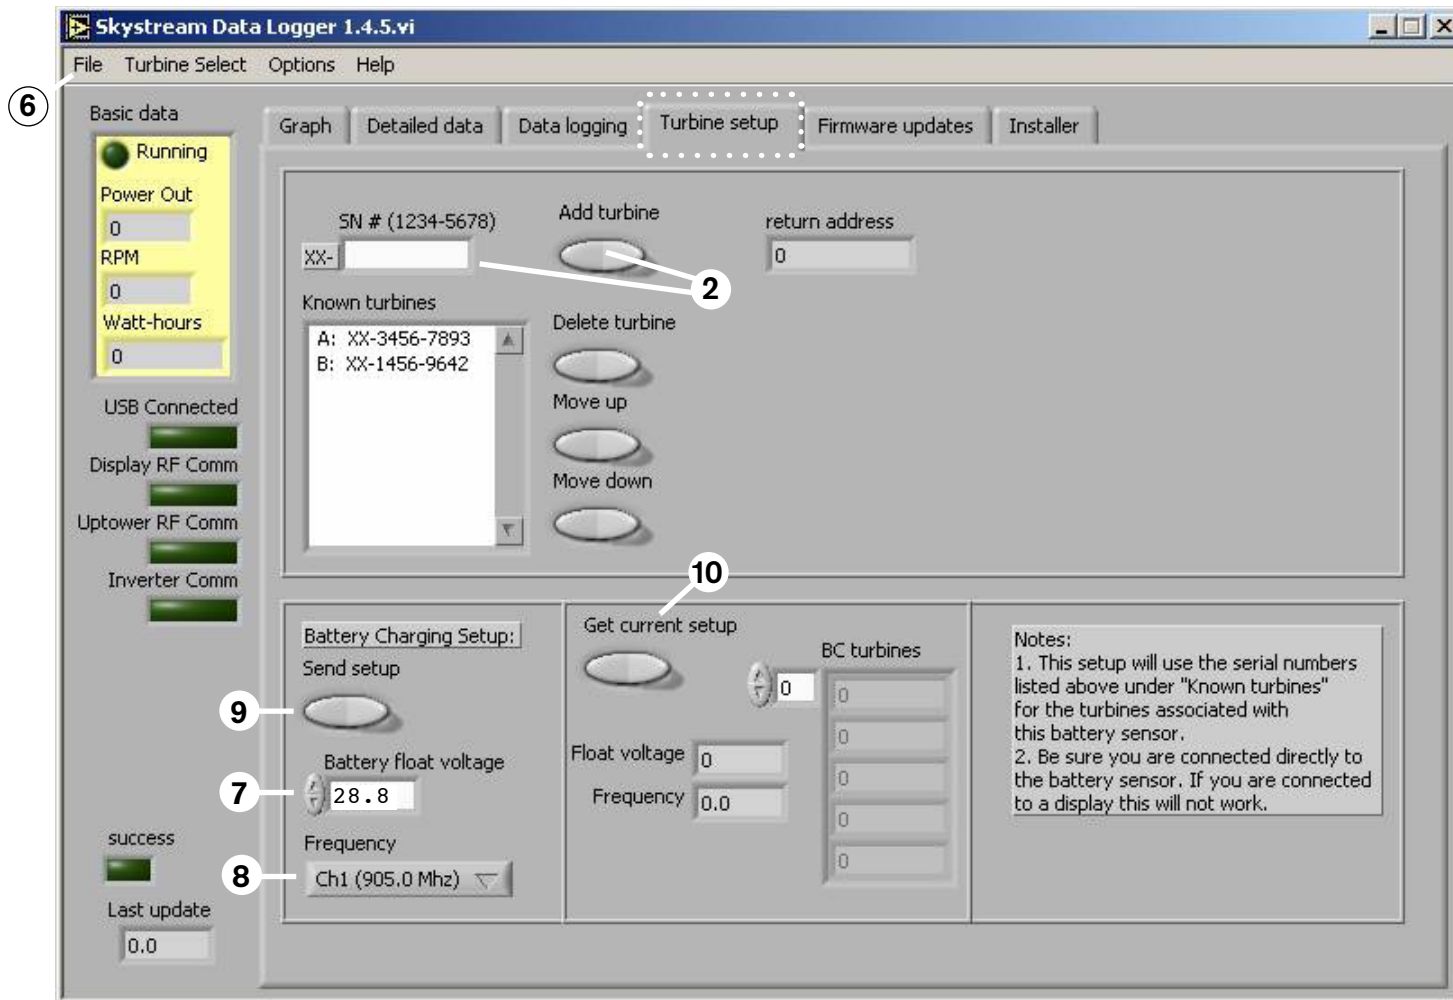 Skystream Data Logger 1.4.5.vi
File Turbine Select Options Help
6
Basic data
Running
Power Out
0
RPM
0
Watt-hours
0
USB Connected
Display RF Comm
Uptower RF Comm
Inverter Comm
success
Last update
0.0
Graph Detailed data Data logging Turbine setup Firmware updates Installer
SN # (1234-5678)
XX-
Add turbine
return address
0
2
Known turbines
A: XX-3456-7893
B: XX-1456-9642
Delete turbine
Move up
Move down
10
Battery Charging Setup:
Send setup
9
Battery float voltage
7
28.8
Frequency
8
Ch1 (905.0 Mhz)
Get current setup
BC turbines
0
0
0
0
0
0
Float voltage 0
Frequency 0.0
Notes:
1. This setup will use the serial numbers
listed above under "Known turbines"
for the turbines associated with
this battery sensor.
2. Be sure you are connected directly to
the battery sensor. If you are connected
to a display this will not work.